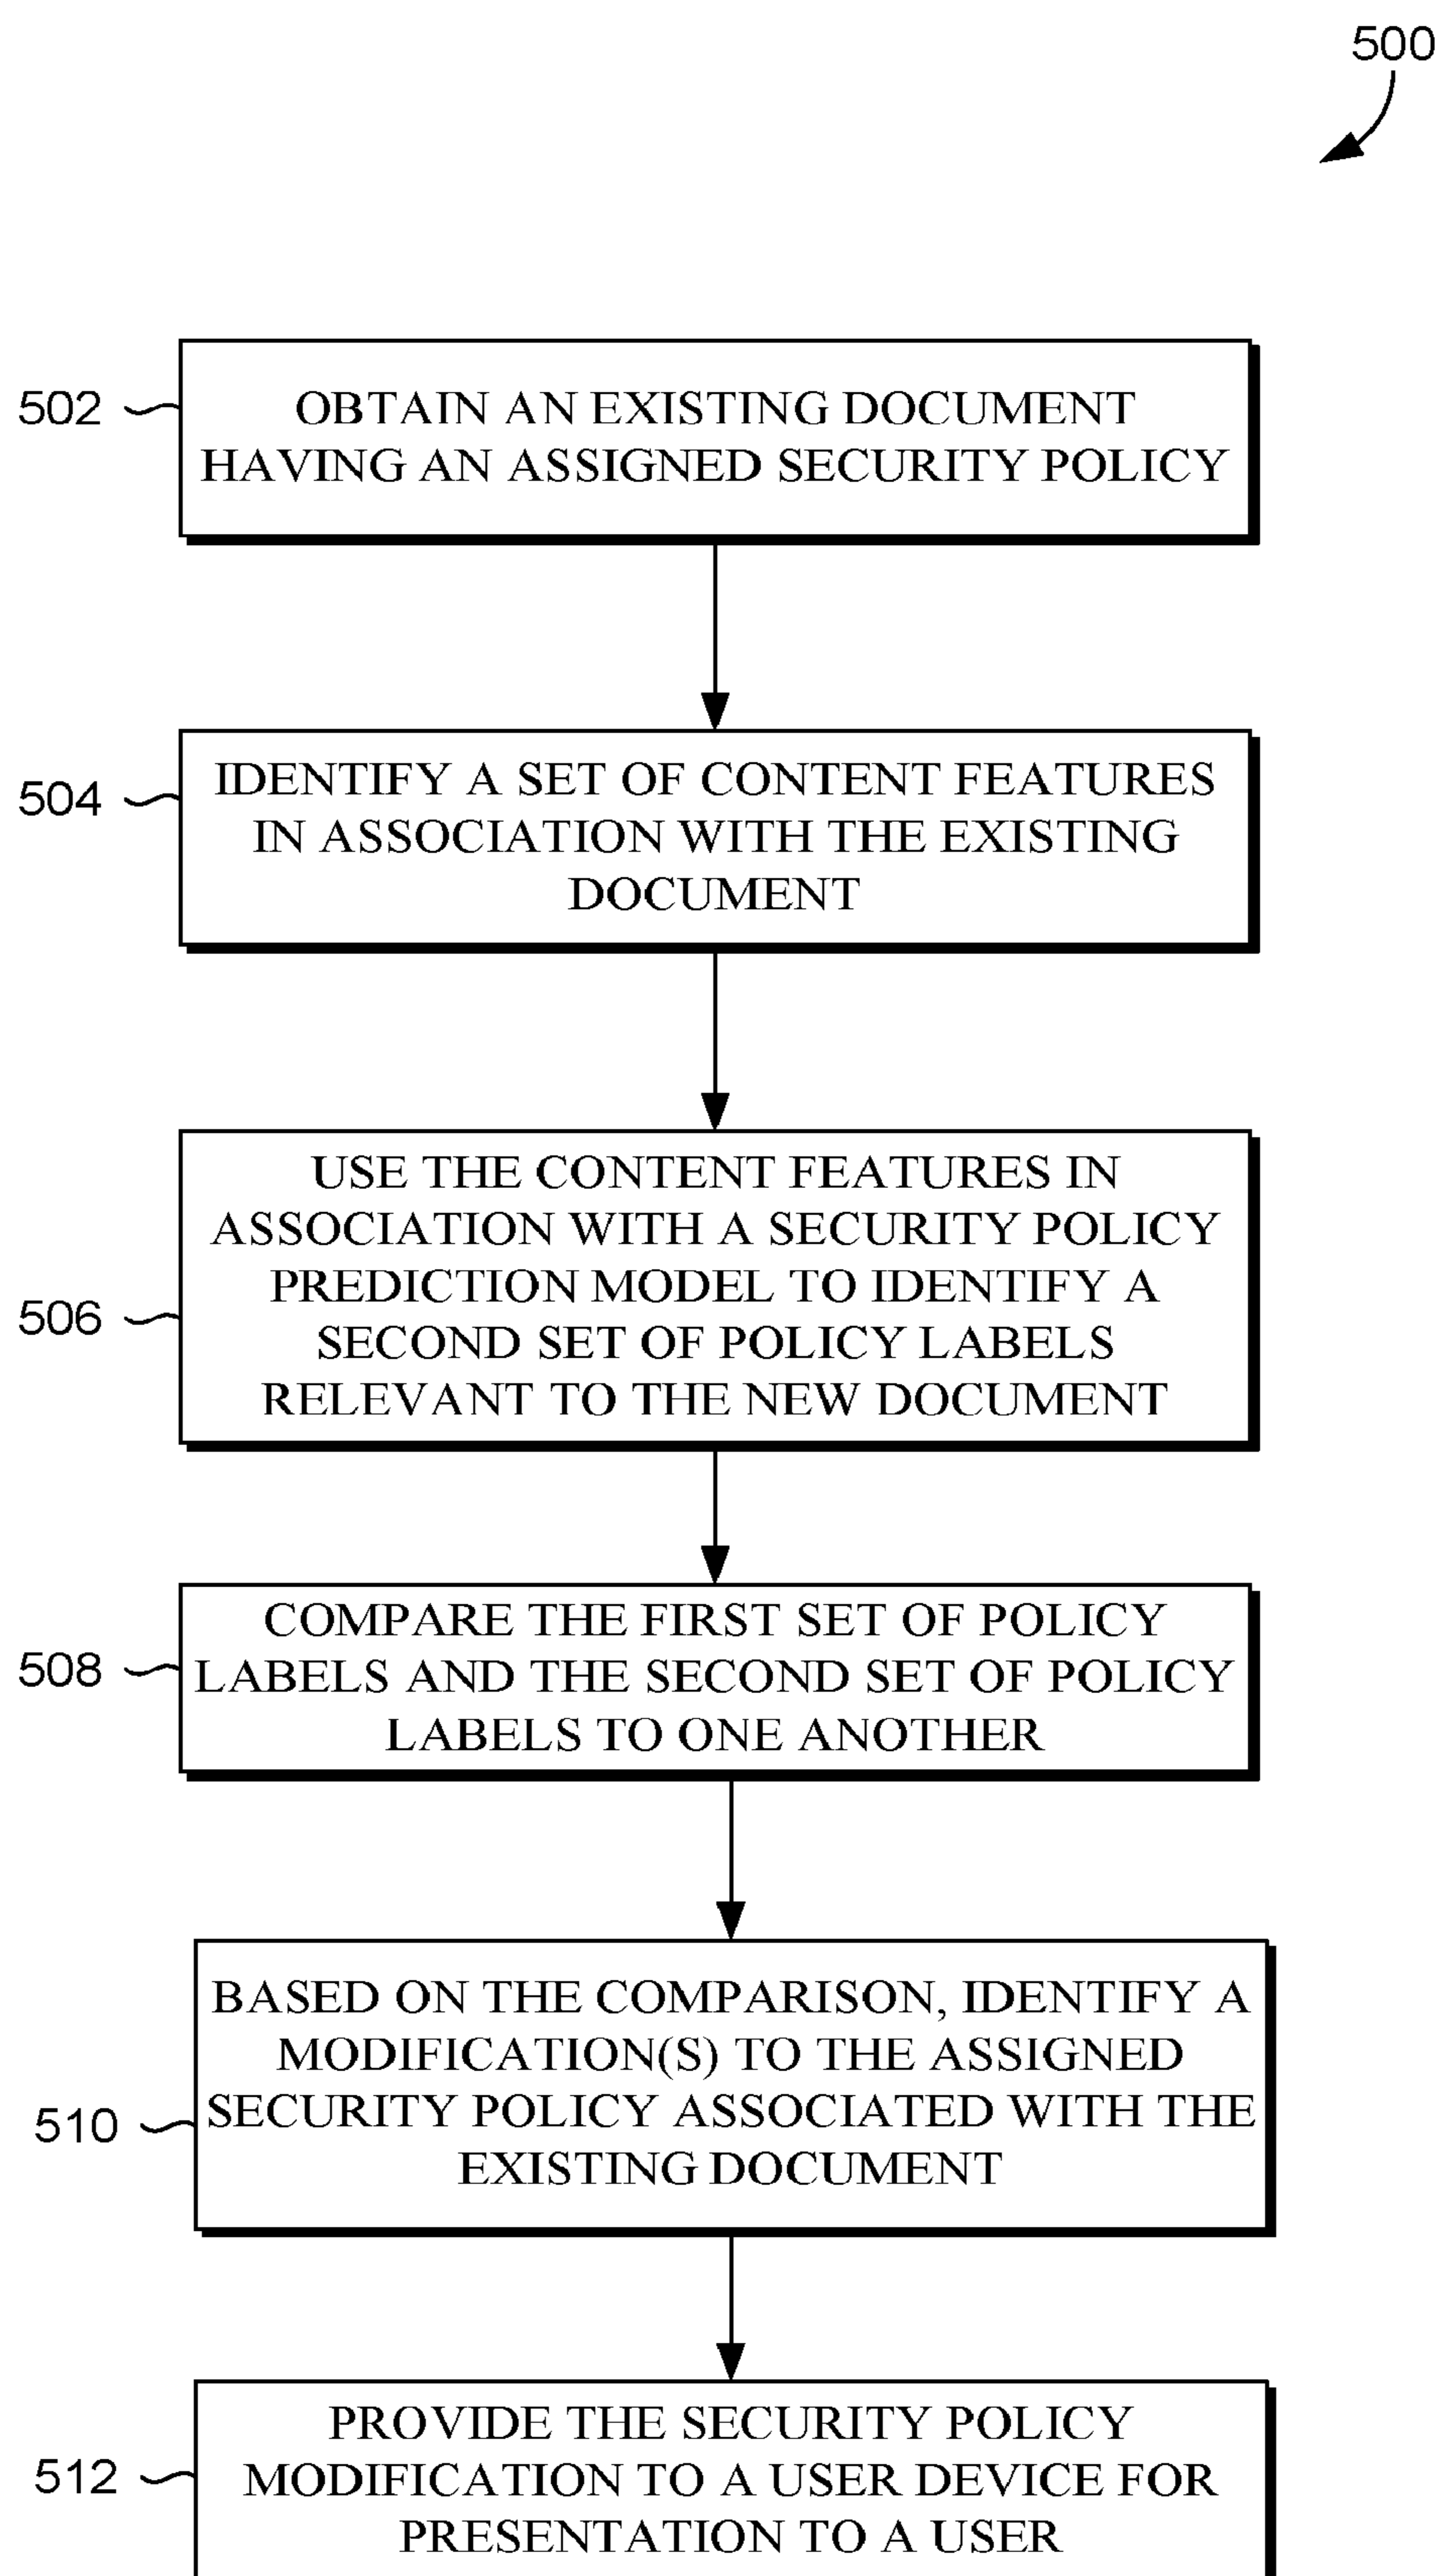 500
502
OBTAIN AN EXISTING DOCUMENT
HAVING AN ASSIGNED SECURITY POLICY
504
IDENTIFY A SET OF CONTENT FEATURES
IN ASSOCIATION WITH THE EXISTING
DOCUMENT
506
USE THE CONTENT FEATURES IN
ASSOCIATION WITH A SECURITY POLICY
PREDICTION MODEL TO IDENTIFY A
SECOND SET OF POLICY LABELS
RELEVANT TO THE NEW DOCUMENT
508
COMPARE THE FIRST SET OF POLICY
LABELS AND THE SECOND SET OF POLICY
LABELS TO ONE ANOTHER
510
BASED ON THE COMPARISON, IDENTIFY A
MODIFICATION(S) TO THE ASSIGNED
SECURITY POLICY ASSOCIATED WITH THE
EXISTING DOCUMENT
512
PROVIDE THE SECURITY POLICY
MODIFICATION TO A USER DEVICE FOR
PRESENTATION TO A USER